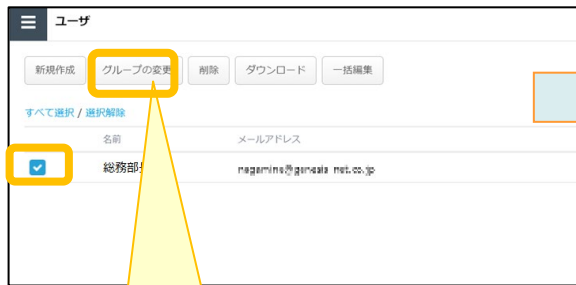 ユーザ
新規作成 グループの変更 削除 ダウンロード 一括編集
すべて選択 / 選択解除
名前 メールアドレス
総務部